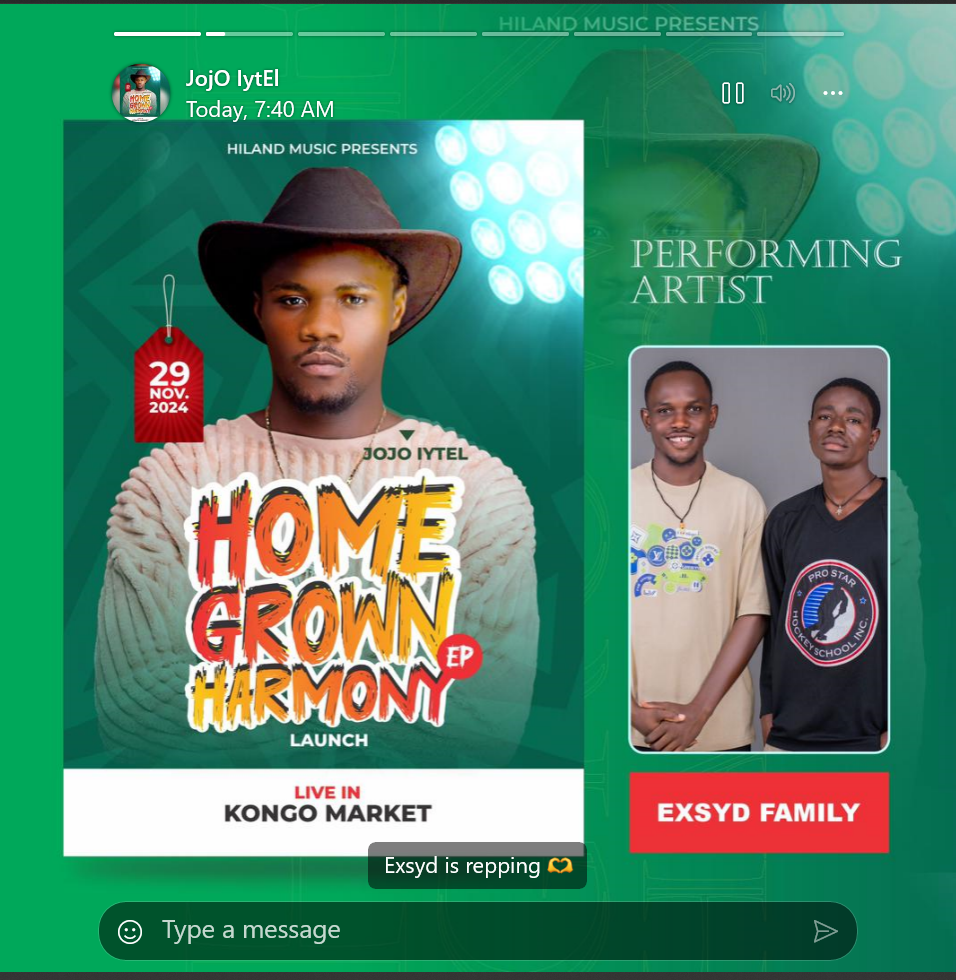 HILAND MUSIC PRESENTS
JojO IytEl
Today, 7:40 AM
HILAND MUSIC PRESENTS
29
NOV.
2024
JOJO IYTEL
HOME
GROWN
HARMONY
EP
LAUNCH
LIVE IN
KONGO MARKET
PERFORMING
ARTIST
PRO STAR
HOCKEY SCHOOL INC.
EXSYD FAMILY
Exsyd is repping 🫶
Type a message